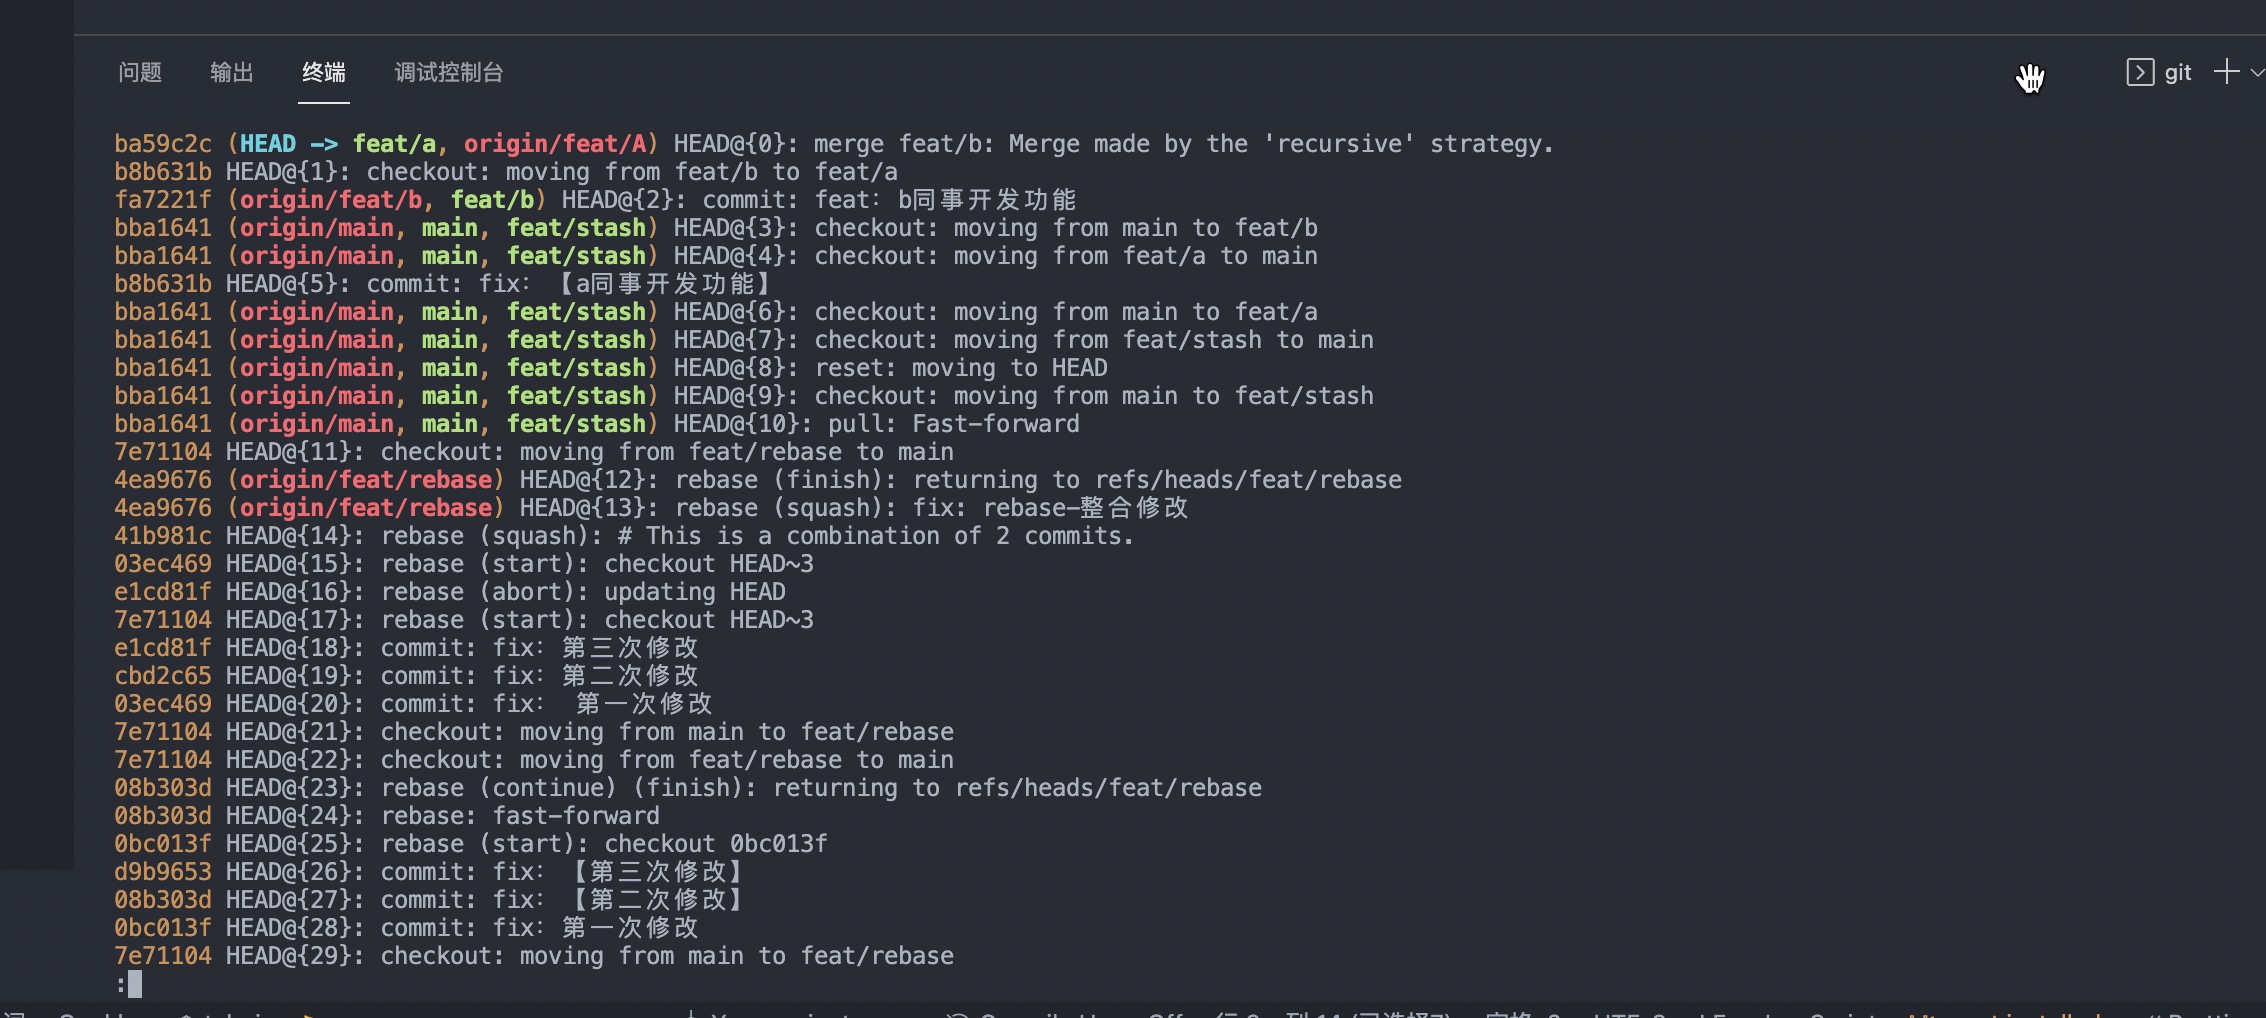 问题 输出 终端 调试控制台 git
ba59c2c (HEAD -> feat/a, origin/feat/A) HEAD@{0}: merge feat/b: Merge made by the 'recursive' strategy.
b8b631b HEAD@{1}: checkout: moving from feat/b to feat/a
fa7221f (origin/feat/b, feat/b) HEAD@{2}: commit: feat: b同事开发功能
bba1641 (origin/main, main, feat/stash) HEAD@{3}: checkout: moving from main to feat/b
bba1641 (origin/main, main, feat/stash) HEAD@{4}: checkout: moving from feat/a to main
b8b631b HEAD@{5}: commit: fix: 【a同事开发功能】
bba1641 (origin/main, main, feat/stash) HEAD@{6}: checkout: moving from main to feat/a
bba1641 (origin/main, main, feat/stash) HEAD@{7}: checkout: moving from feat/stash to main
bba1641 (origin/main, main, feat/stash) HEAD@{8}: reset: moving to HEAD
bba1641 (origin/main, main, feat/stash) HEAD@{9}: checkout: moving from main to feat/stash
bba1641 (origin/main, main, feat/stash) HEAD@{10}: pull: Fast-forward
7e71104 HEAD@{11}: checkout: moving from feat/rebase to main
4ea9676 (origin/feat/rebase) HEAD@{12}: rebase (finish): returning to refs/heads/feat/rebase
4ea9676 (origin/feat/rebase) HEAD@{13}: rebase (squash): fix: rebase-整合修改
41b981c HEAD@{14}: rebase (squash): # This is a combination of 2 commits.
03ec469 HEAD@{15}: rebase (start): checkout HEAD~3
e1cd81f HEAD@{16}: rebase (abort): updating HEAD
7e71104 HEAD@{17}: rebase (start): checkout HEAD~3
e1cd81f HEAD@{18}: commit: fix: 第三次修改
cbd2c65 HEAD@{19}: commit: fix: 第二次修改
03ec469 HEAD@{20}: commit: fix: 第一次修改
7e71104 HEAD@{21}: checkout: moving from main to feat/rebase
7e71104 HEAD@{22}: checkout: moving from feat/rebase to main
08b303d HEAD@{23}: rebase (continue) (finish): returning to refs/heads/feat/rebase
08b303d HEAD@{24}: rebase: fast-forward
0bc013f HEAD@{25}: rebase (start): checkout 0bc013f
d9b9653 HEAD@{26}: commit: fix: 【第三次修改】
08b303d HEAD@{27}: commit: fix: 【第二次修改】
0bc013f HEAD@{28}: commit: fix: 第一次修改
7e71104 HEAD@{29}: checkout: moving from main to feat/rebase
: